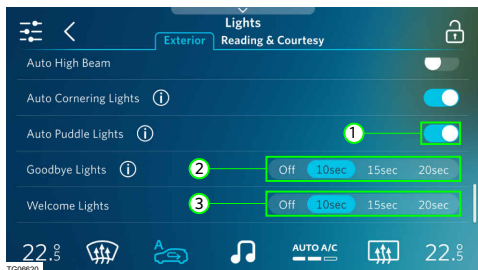 Lights
Exterior Reading & Courtesy
Auto High Beam
Auto Cornering Lights i
Auto Puddle Lights i 1
Goodbye Lights i 2 Off 10sec 15sec 20sec
Welcome Lights 3 Off 10sec 15sec 20sec
22.5 A AUTO A/C 22.5
TG06620